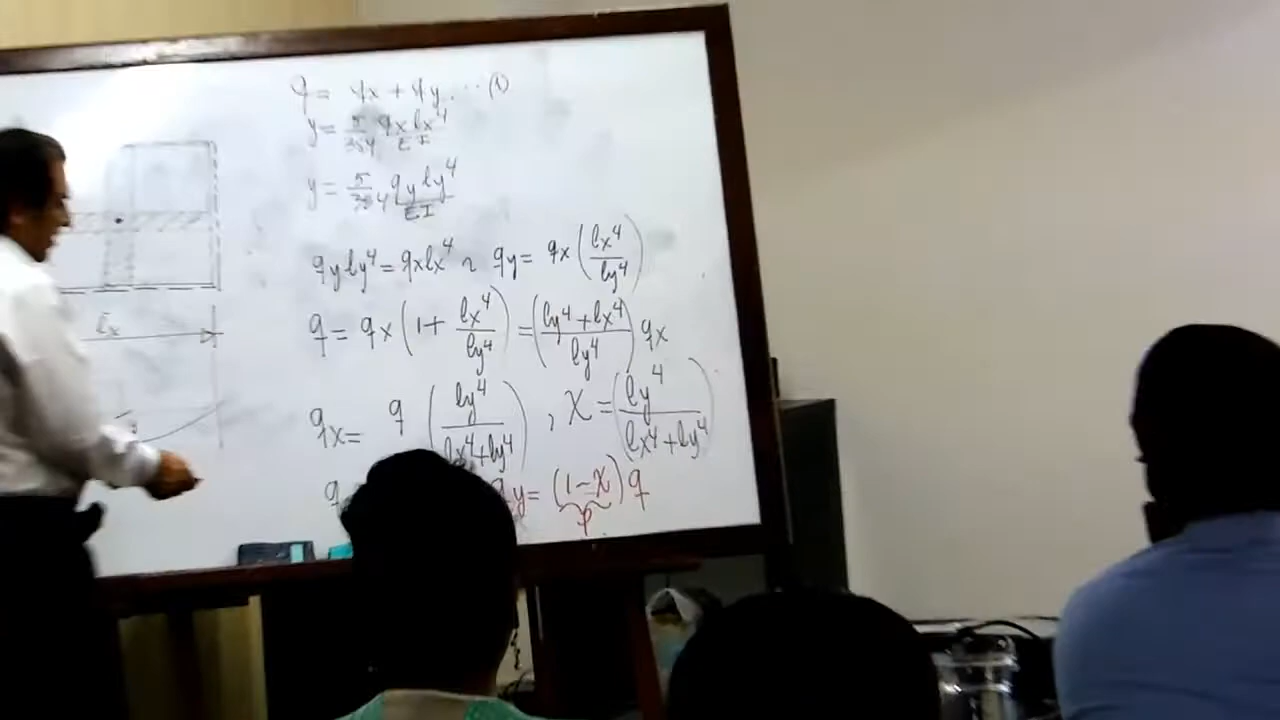 q = qx + qy ... (1)
y = 5/384 qx lx⁴/EI
y = 5/384 qy ly⁴/EI
qy ly⁴ = qx lx⁴ ~ qy = qx (lx⁴/ly⁴)
q = qx (1 + lx⁴/ly⁴) = (ly⁴ + lx⁴/ly⁴) qx
lx
qx = q (ly⁴/lx⁴ + ly⁴) , X = (ly⁴/lx⁴ + ly⁴)
q
qy = (1 - X) q